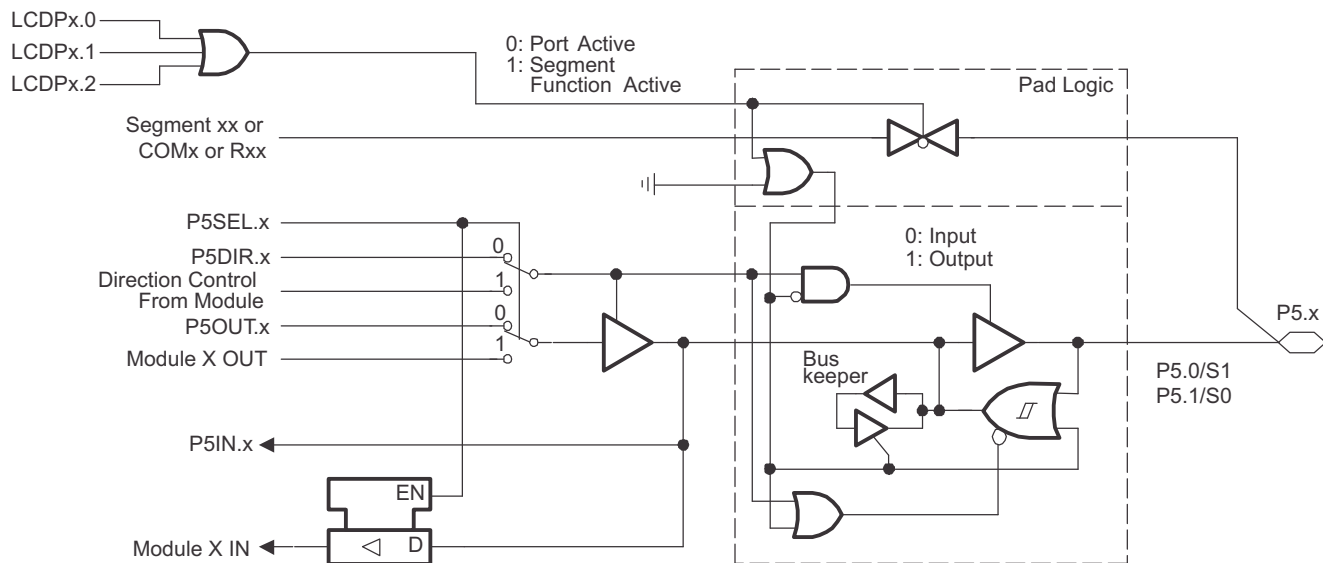 LCDPx.0
LCDPx.1
LCDPx.2
0: Port Active
1: Segment
Function Active
Pad Logic
Segment xx or
COMx or Rxx
P5SEL.x
P5DIR.x
0
Direction Control
From Module
1
P5OUT.x
0
Module X OUT
1
0: Input
1: Output
P5.x
Bus
keeper
P5.0/S1
P5.1/S0
P5IN.x
EN
D
Module X IN